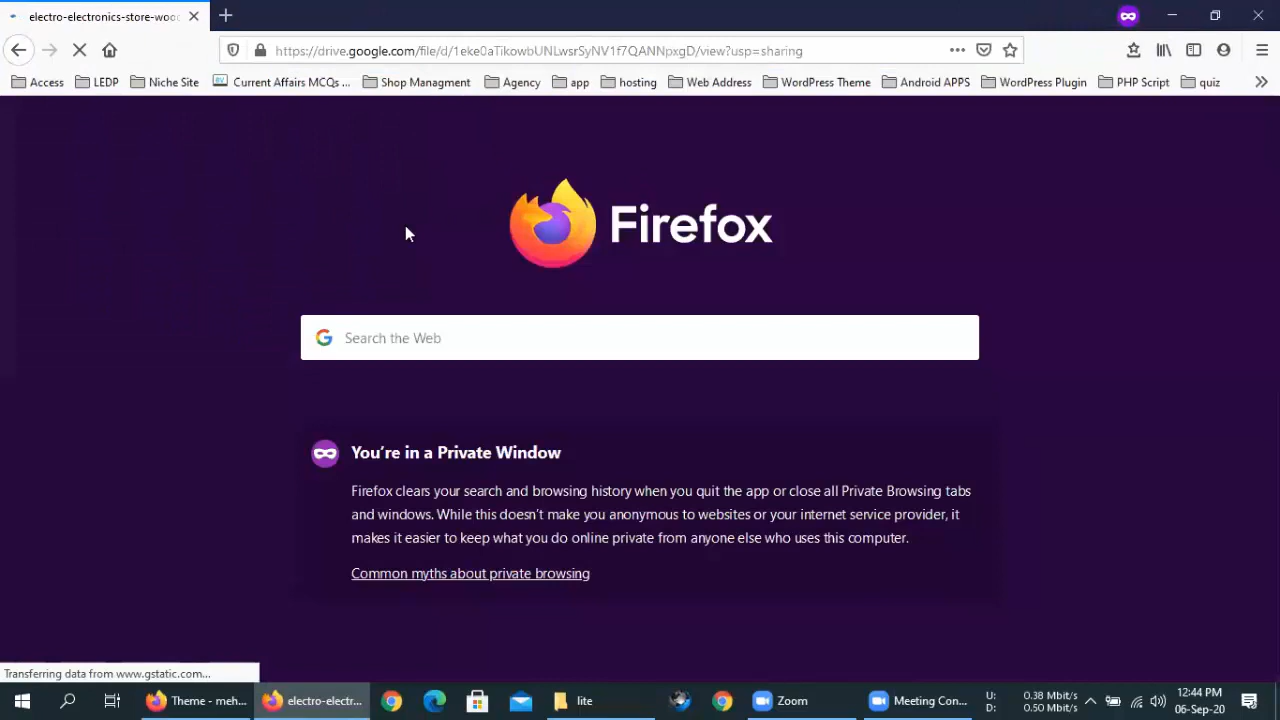 electro-electronics-store-wooc
https://drive.google.com/file/d/1eke0aTikowbUNLwsrSyNV1f7QANNpxgD/view?usp=sharing
Access LEDP Niche Site Current Affairs MCQs ... Shop Managment Agency app hosting Web Address WordPress Theme Android APPS WordPress Plugin PHP Script quiz
Firefox
Search the Web
You're in a Private Window
Firefox clears your search and browsing history when you quit the app or close all Private Browsing tabs
and windows. While this doesn't make you anonymous to websites or your internet service provider, it
makes it easier to keep what you do online private from anyone else who uses this computer.
Common myths about private browsing
Transferring data from www.gstatic.com...
Theme - meh... electro-electr... lite Zoom Meeting Con...
U: 0.38 Mbit/s
D: 0.50 Mbit/s
12:44 PM
06-Sep-20